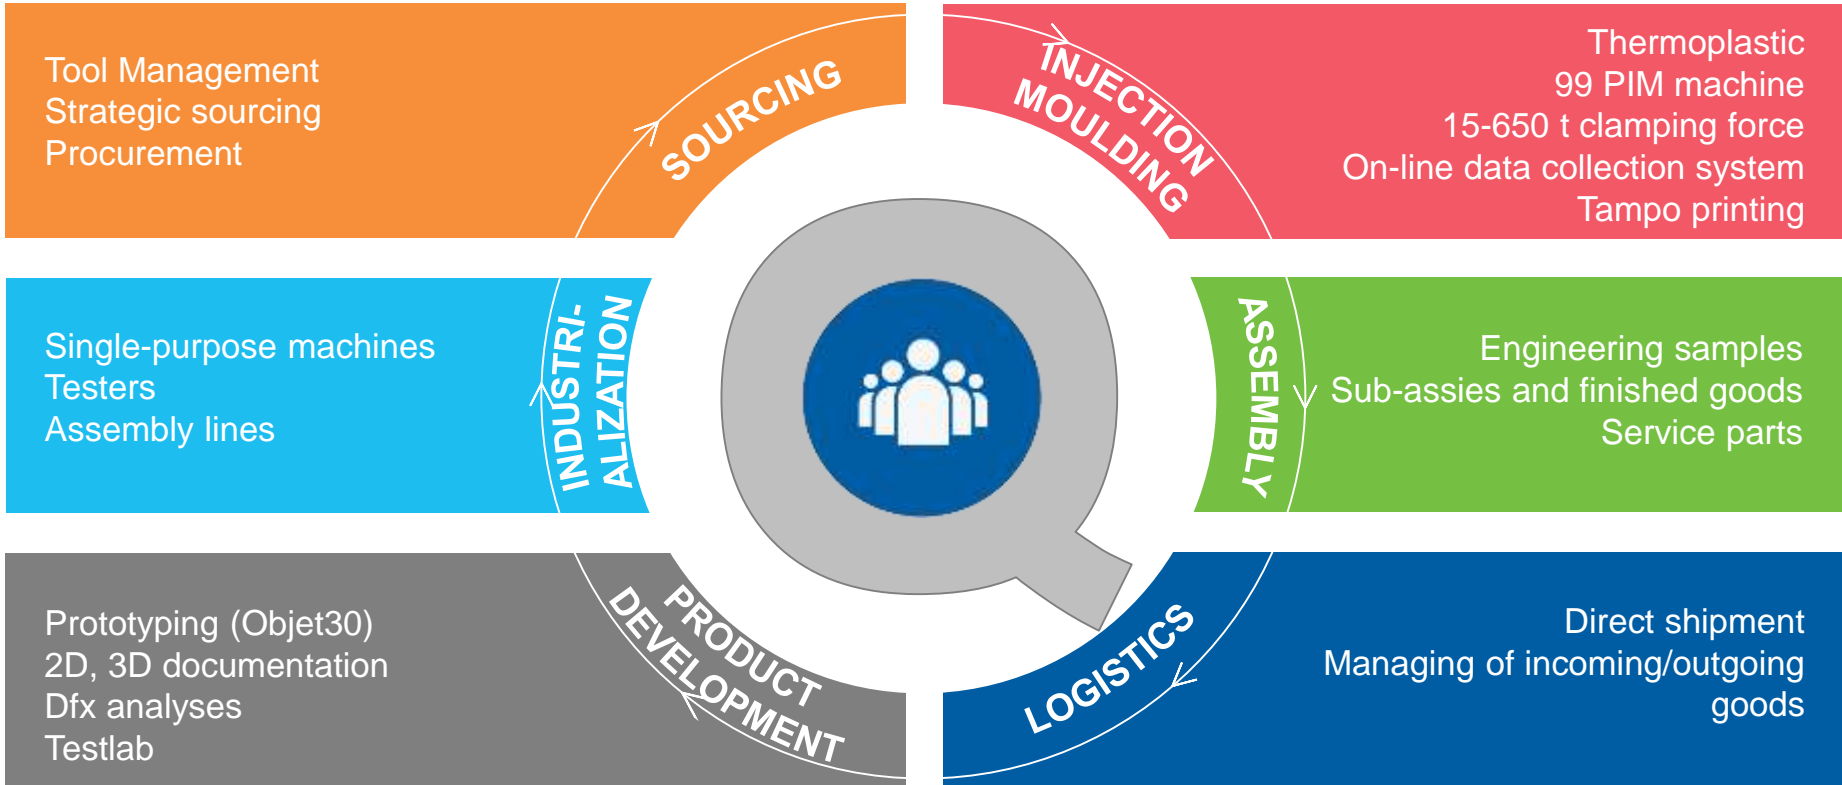 SOURCING
Tool Management
Strategic sourcing
Procurement
INJECTION
MOULDING
Thermoplastic
99 PIM machine
15-650 t clamping force
On-line data collection system
Tampo printing
INDUSTRI-
ALIZATION
Single-purpose machines
Testers
Assembly lines
ASSEMBLY
Engineering samples
Sub-assies and finished goods
Service parts
PRODUCT
DEVELOPMENT
Prototyping (Objet30)
2D, 3D documentation
Dfx analyses
Testlab
LOGISTICS
Direct shipment
Managing of incoming/outgoing
goods